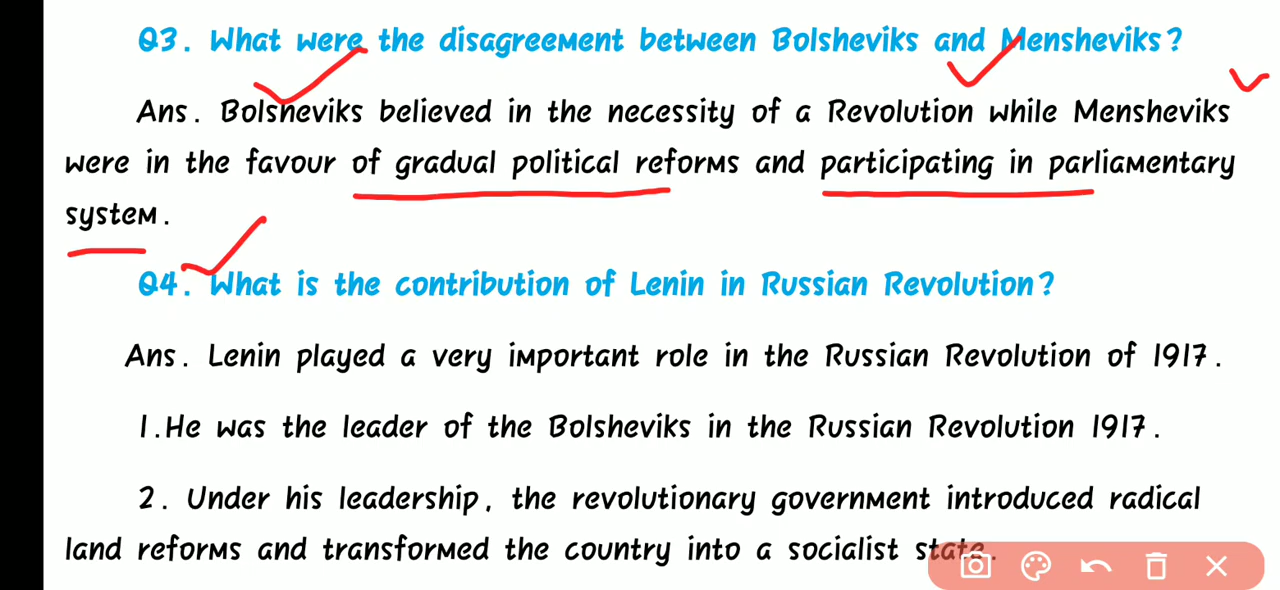 Q3. What were the disagreement between Bolsheviks and Mensheviks?
Ans. Bolsheviks believed in the necessity of a Revolution while Mensheviks
were in the favour of gradual political reforms and participating in parliamentary
system.
Q4. What is the contribution of Lenin in Russian Revolution?
Ans. Lenin played a very important role in the Russian Revolution of 1917.
1.He was the leader of the Bolsheviks in the Russian Revolution 1917.
2. Under his leadership, the revolutionary government introduced radical
land reforms and transformed the country into a socialist state.